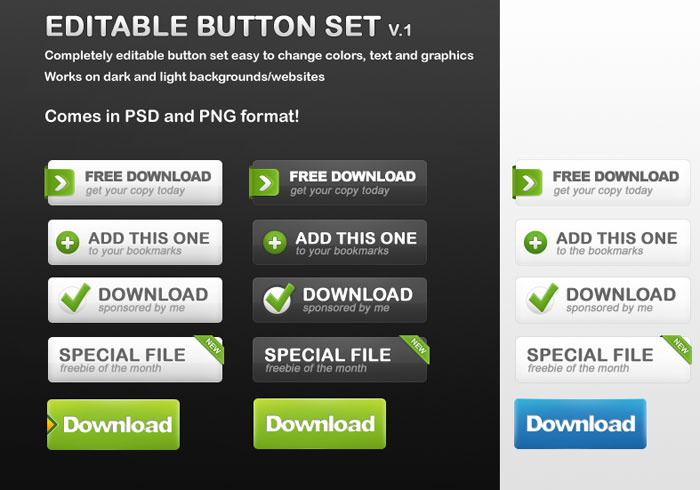 EDITABLE BUTTON SET V.1
Completely editable button set easy to change colors, text and graphics
Works on dark and light backgrounds/websites
Comes in PSD and PNG format!
FREE DOWNLOAD
get your copy today
FREE DOWNLOAD
get your copy today
FREE DOWNLOAD
get your copy today
ADD THIS ONE
to your bookmarks
ADD THIS ONE
to your bookmarks
ADD THIS ONE
to the bookmarks
DOWNLOAD
sponsored by me
DOWNLOAD
sponsored by me
DOWNLOAD
sponsored by me
SPECIAL FILE
freebie of the month
NEW
SPECIAL FILE
freebie of the month
NEW
SPECIAL FILE
freebie of the month
NEW
Download
Download
Download